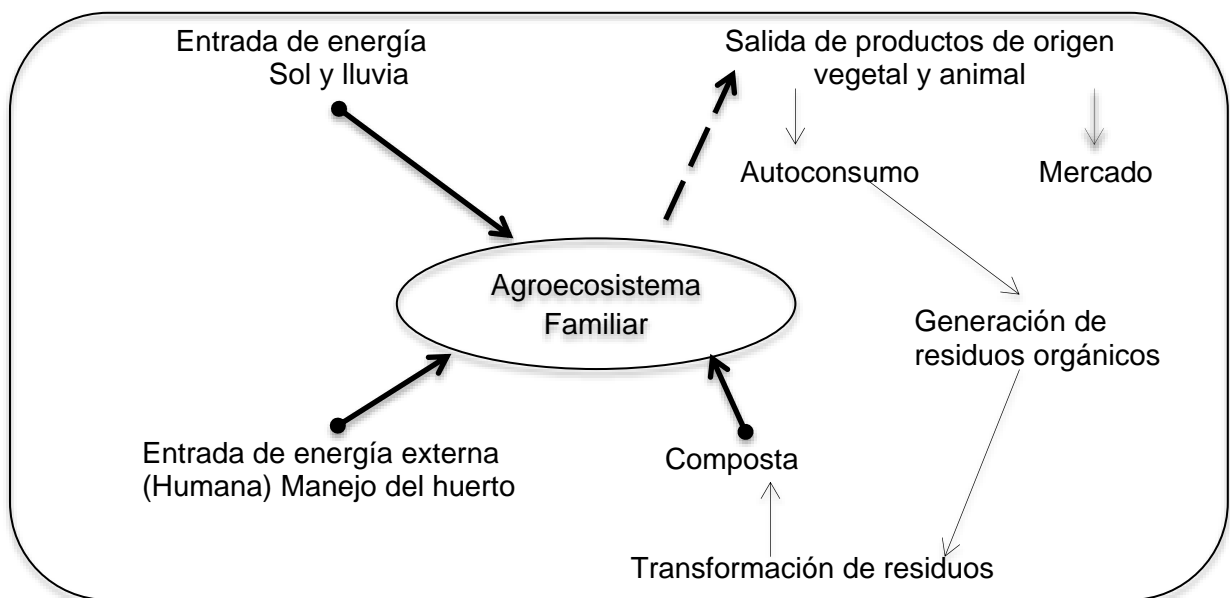 Entrada de energía
Sol y lluvia
Salida de productos de origen
vegetal y animal
Autoconsumo
Mercado
Agroecosistema
Familiar
Generación de
residuos orgánicos
Entrada de energía externa
(Humana) Manejo del huerto
Composta
Transformación de residuos